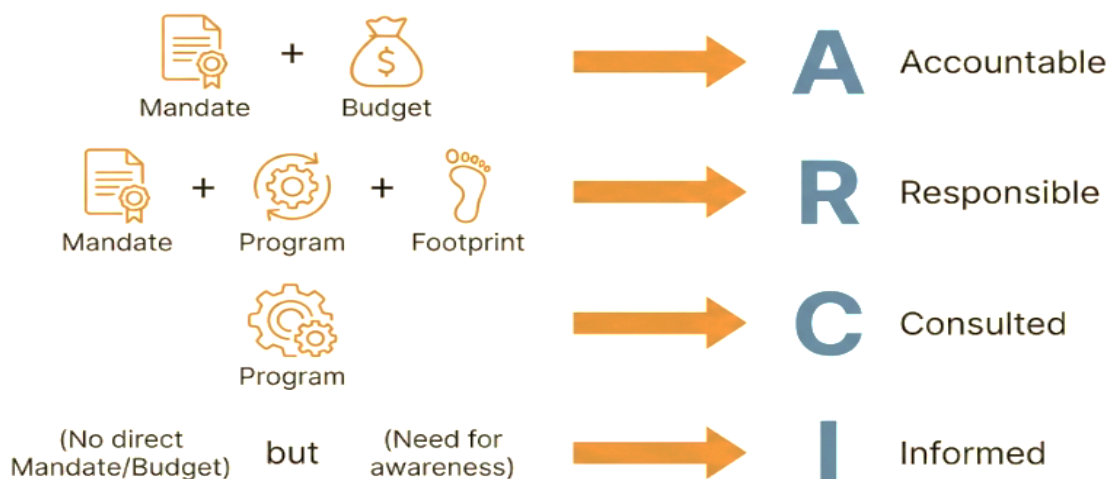 + $ A Accountable
Mandate Budget
+ + R Responsible
Mandate Program Footprint
C Consulted
Program
(No direct Mandate/Budget) but (Need for awareness) I Informed